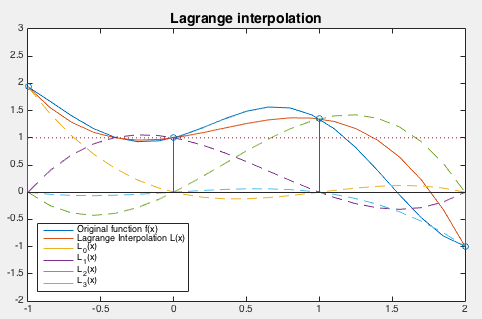 Lagrange interpolation
3
2.5
2
1.5
1
0.5
0
-0.5
-1
-1.5
-2
Original function f(x)
Lagrange Interpolation L(x)
L₀(x)
L₁(x)
L₂(x)
L₃(x)
-1 -0.5 0 0.5 1 1.5 2